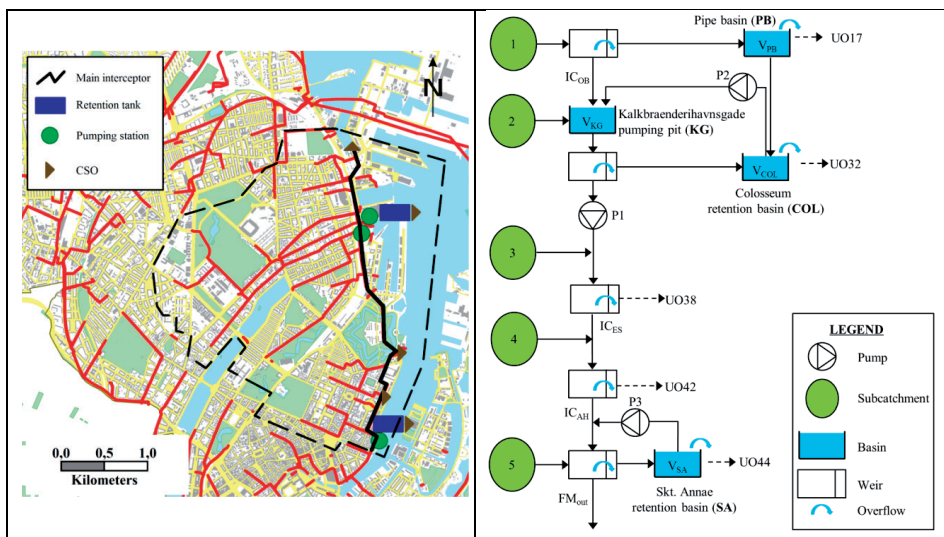 Main interceptor
Retention tank
Pumping station
CSO
N
0.0 0.5 1.0
Kilometers
Pipe basin (PB)
1
V_PB
UO17
IC_OB
P2
2
V_KG
Kalkbraenderihavnsgade
pumping pit (KG)
V_COL
UO32
Colosseum
retention basin (COL)
P1
3
UO38
IC_ES
4
UO42
IC_AH
P3
5
V_SA
UO44
FM_out
Skt. Annae
retention basin (SA)
LEGEND
Pump
Subcatchment
Basin
Weir
Overflow